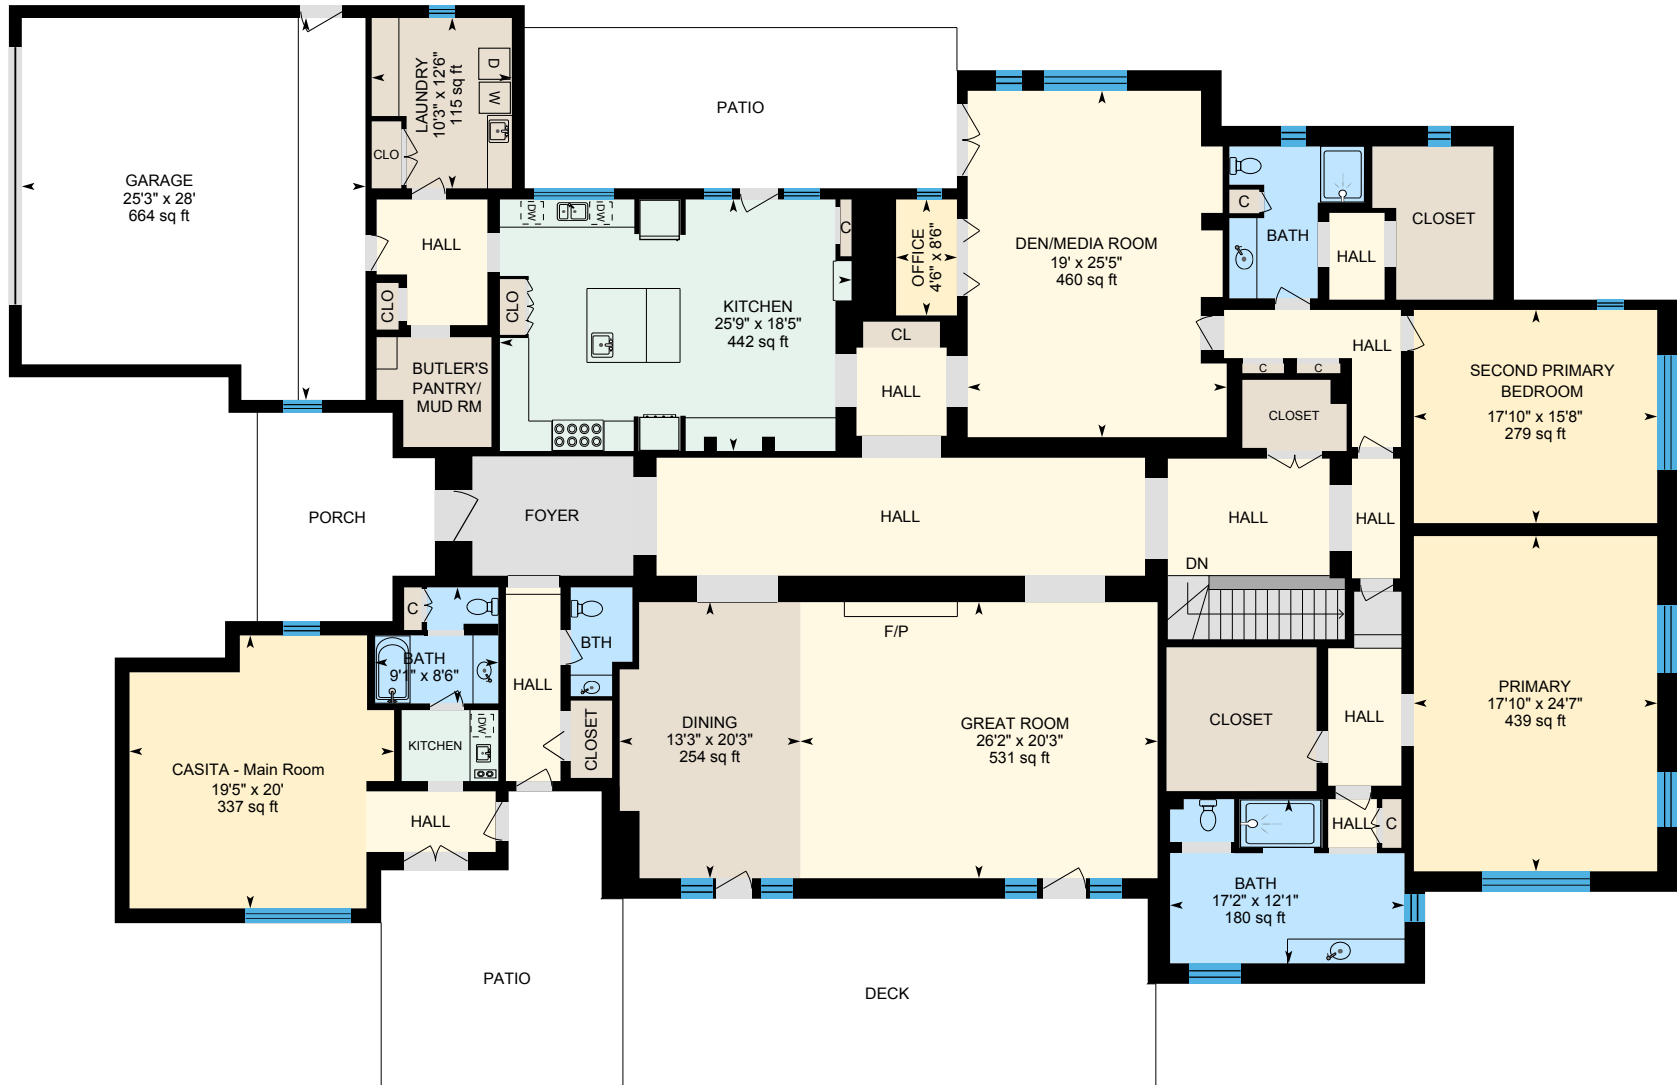 GARAGE
25'3" x 28'
664 sq ft
LAUNDRY
10'3" x 12'6"
115 sq ft
D
W
CLO
PATIO
HALL
CLO
BUTLER'S
PANTRY/
MUD RM
DW
DW
CLO
KITCHEN
25'9" x 18'5"
442 sq ft
C
OFFICE
4'6" x 8'6"
CL
HALL
DEN/MEDIA ROOM
19' x 25'5"
460 sq ft
C
BATH
HALL
CLOSET
HALL
C
C
CLOSET
SECOND PRIMARY
BEDROOM
17'10" x 15'8"
279 sq ft
PORCH
FOYER
HALL
HALL
HALL
DN
C
BATH
9'1" x 8'6"
BTH
HALL
CLOSET
KITCHEN
DW
CASITA - Main Room
19'5" x 20'
337 sq ft
HALL
DINING
13'3" x 20'3"
254 sq ft
F/P
GREAT ROOM
26'2" x 20'3"
531 sq ft
CLOSET
HALL
PRIMARY
17'10" x 24'7"
439 sq ft
HALL
C
BATH
17'2" x 12'1"
180 sq ft
PATIO
DECK